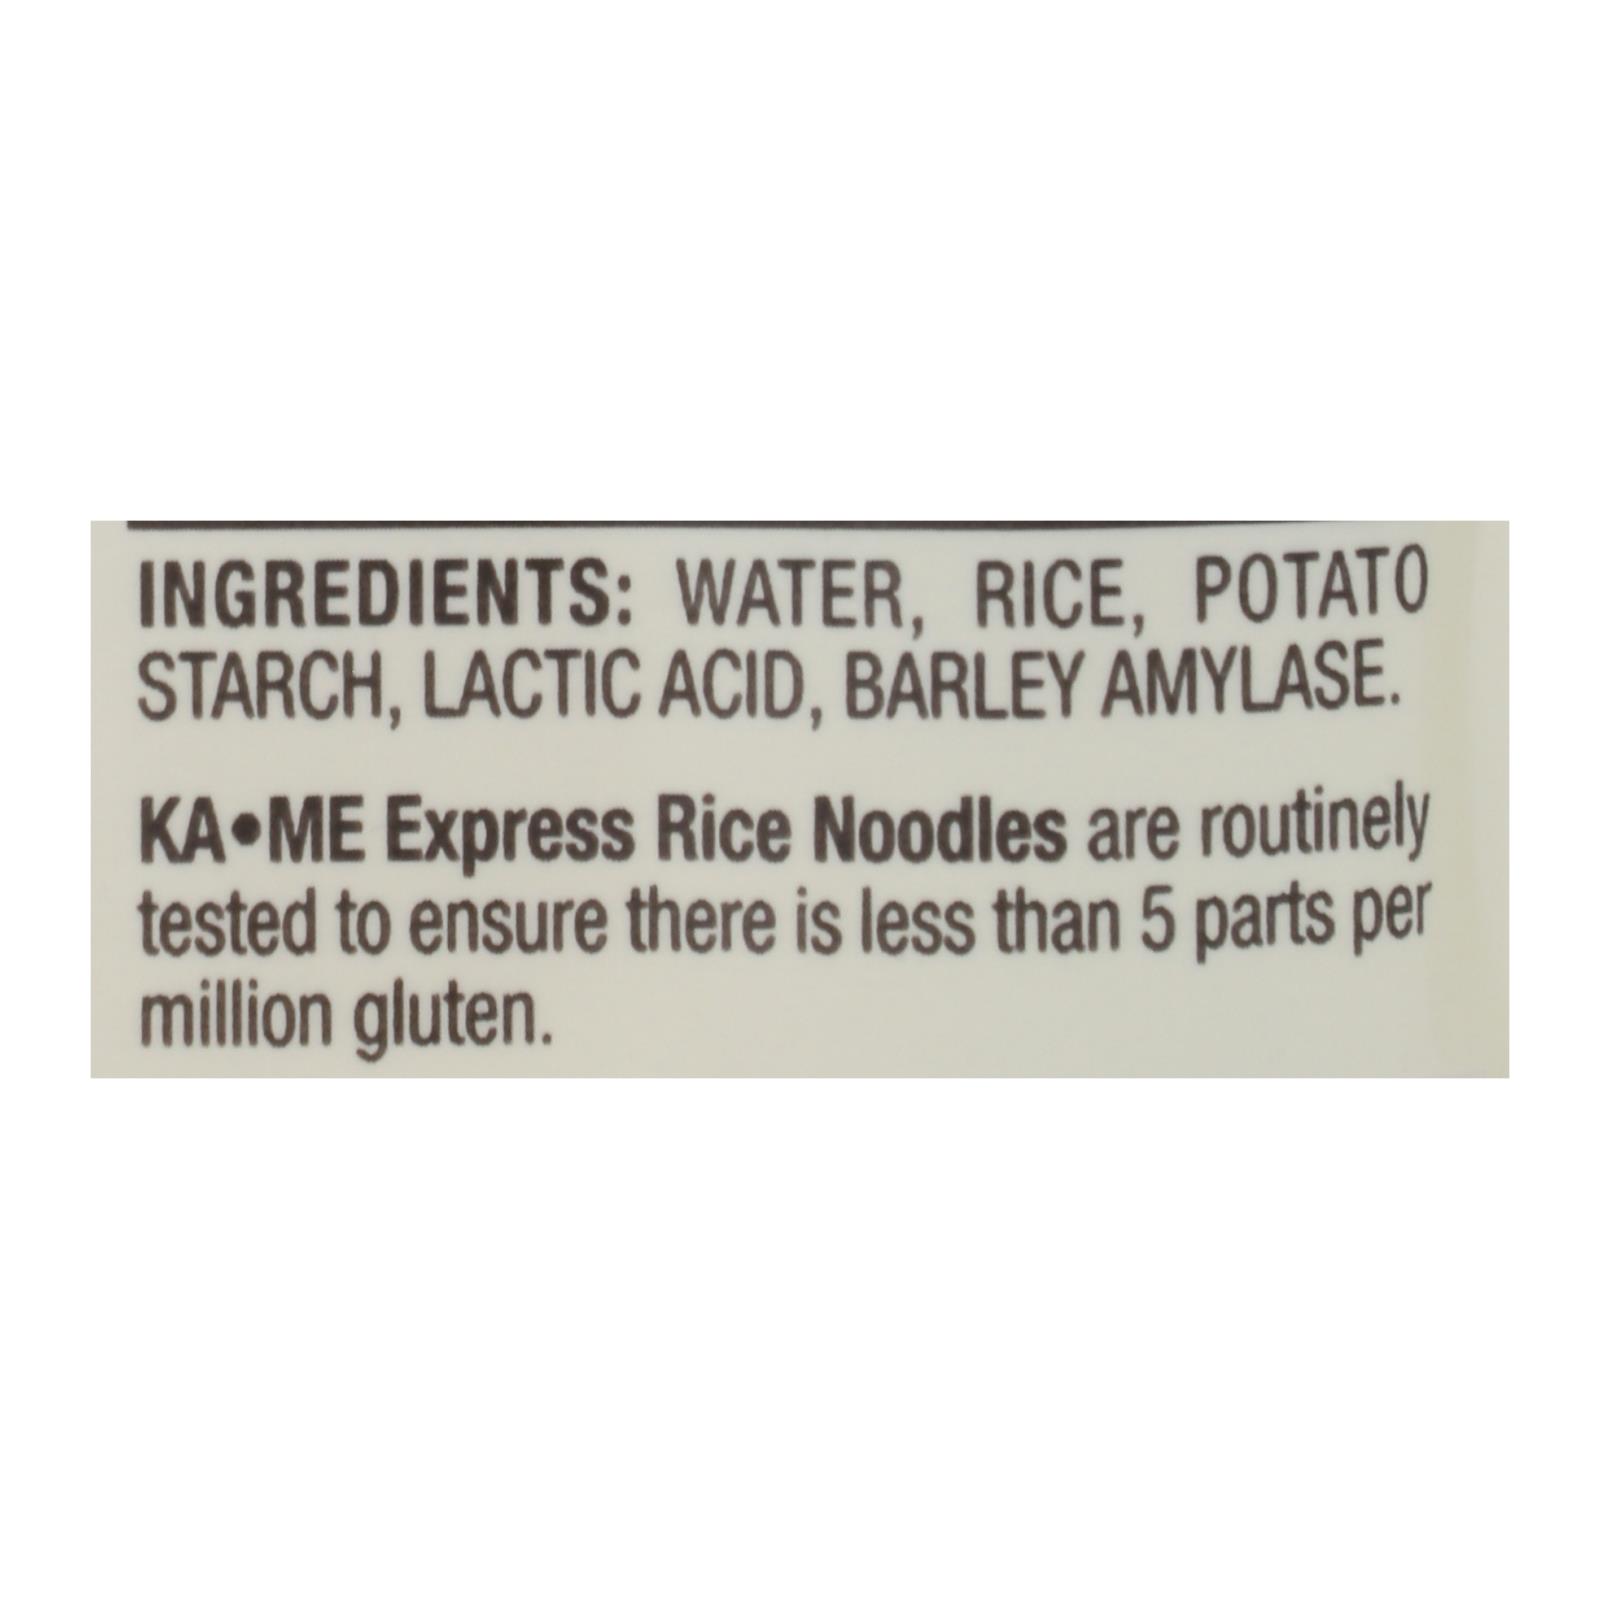 INGREDIENTS: WATER, RICE, POTATO
STARCH, LACTIC ACID, BARLEY AMYLASE.
KA•ME Express Rice Noodles are routinely
tested to ensure there is less than 5 parts per
million gluten.